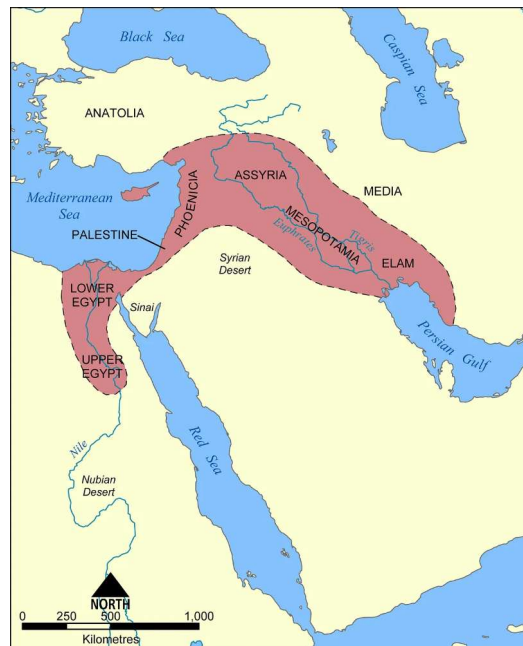 Black Sea
Caspian Sea
ANATOLIA
ASSYRIA
MEDIA
Mediterranean
Sea
PHOENICIA
MESOPOTAMIA
Tigris
PALESTINE
Euphrates
ELAM
Syrian
Desert
LOWER
EGYPT
Sinai
Persian Gulf
UPPER
EGYPT
Nile
Red Sea
Nubian
Desert
NORTH
0 250 500 1,000
Kilometres